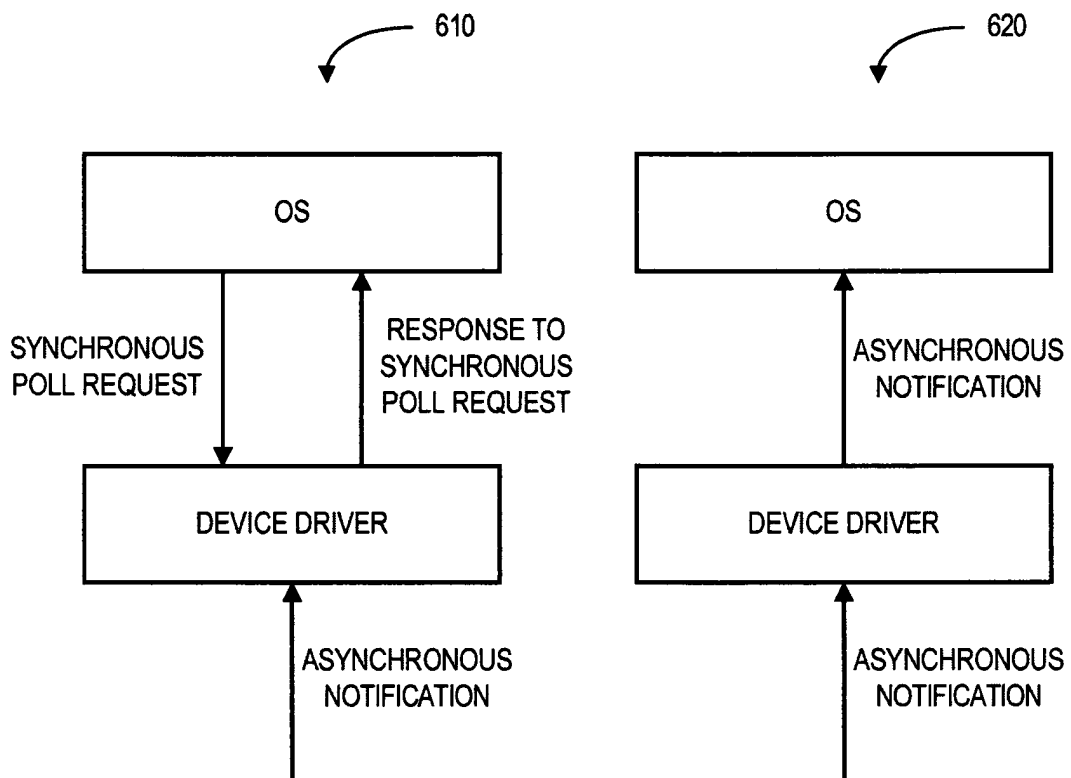 610
OS
SYNCHRONOUS
POLL REQUEST
RESPONSE TO
SYNCHRONOUS
POLL REQUEST
DEVICE DRIVER
ASYNCHRONOUS
NOTIFICATION
620
OS
ASYNCHRONOUS
NOTIFICATION
DEVICE DRIVER
ASYNCHRONOUS
NOTIFICATION